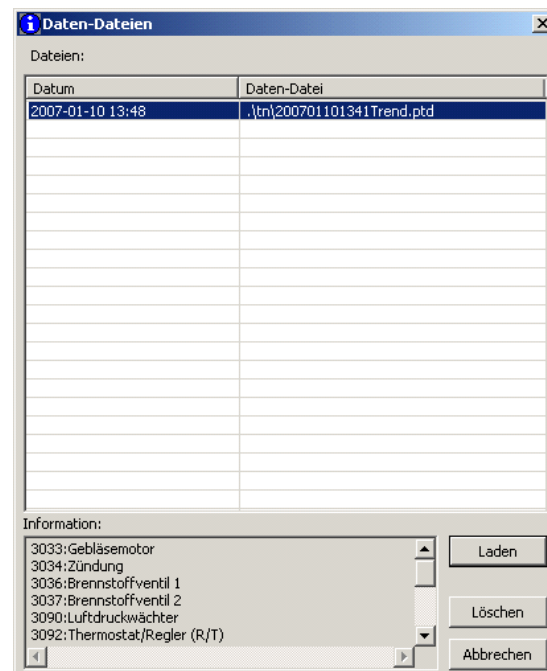 Daten-Dateien
Dateien:
Datum Daten-Datei
2007-01-10 13:48 .\tn\200701101341Trend.ptd
Information:
3033:Gebläsemotor
3034:Zündung
3036:Brennstoffventil 1
3037:Brennstoffventil 2
3090:Luftdruckwächter
3092:Thermostat/Regler (R/T)
Laden
Löschen
Abbrechen